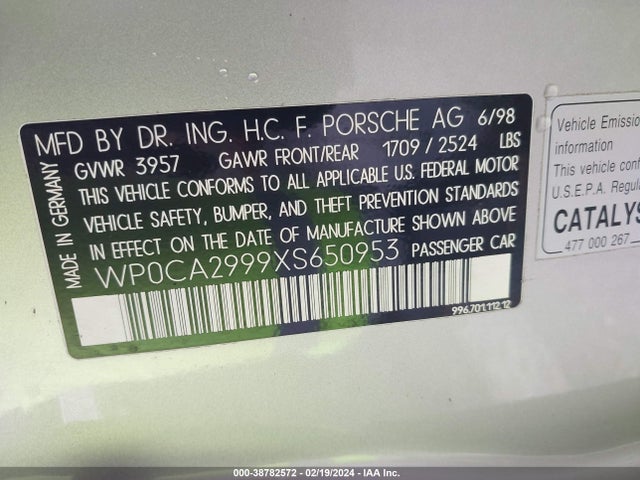 MFD BY DR. ING. H.C. F. PORSCHE AG 6/98
GVWR 3957 GAWR FRONT/REAR 1709 / 2524 LBS
THIS VEHICLE CONFORMS TO ALL APPLICABLE U.S. FEDERAL MOTOR
VEHICLE SAFETY, BUMPER, AND THEFT PREVENTION STANDARDS
IN EFFECT ON THE DATE OF MANUFACTURE SHOWN ABOVE
WP0CA2999XS650953 PASSENGER CAR
996.701.112.12
MADE IN GERMANY
Vehicle Emission
information
This vehicle conf
U.S.E.P.A. Regula
CATALYS
477 000 267
000-38782572 - 02/19/2024 - IAA Inc.